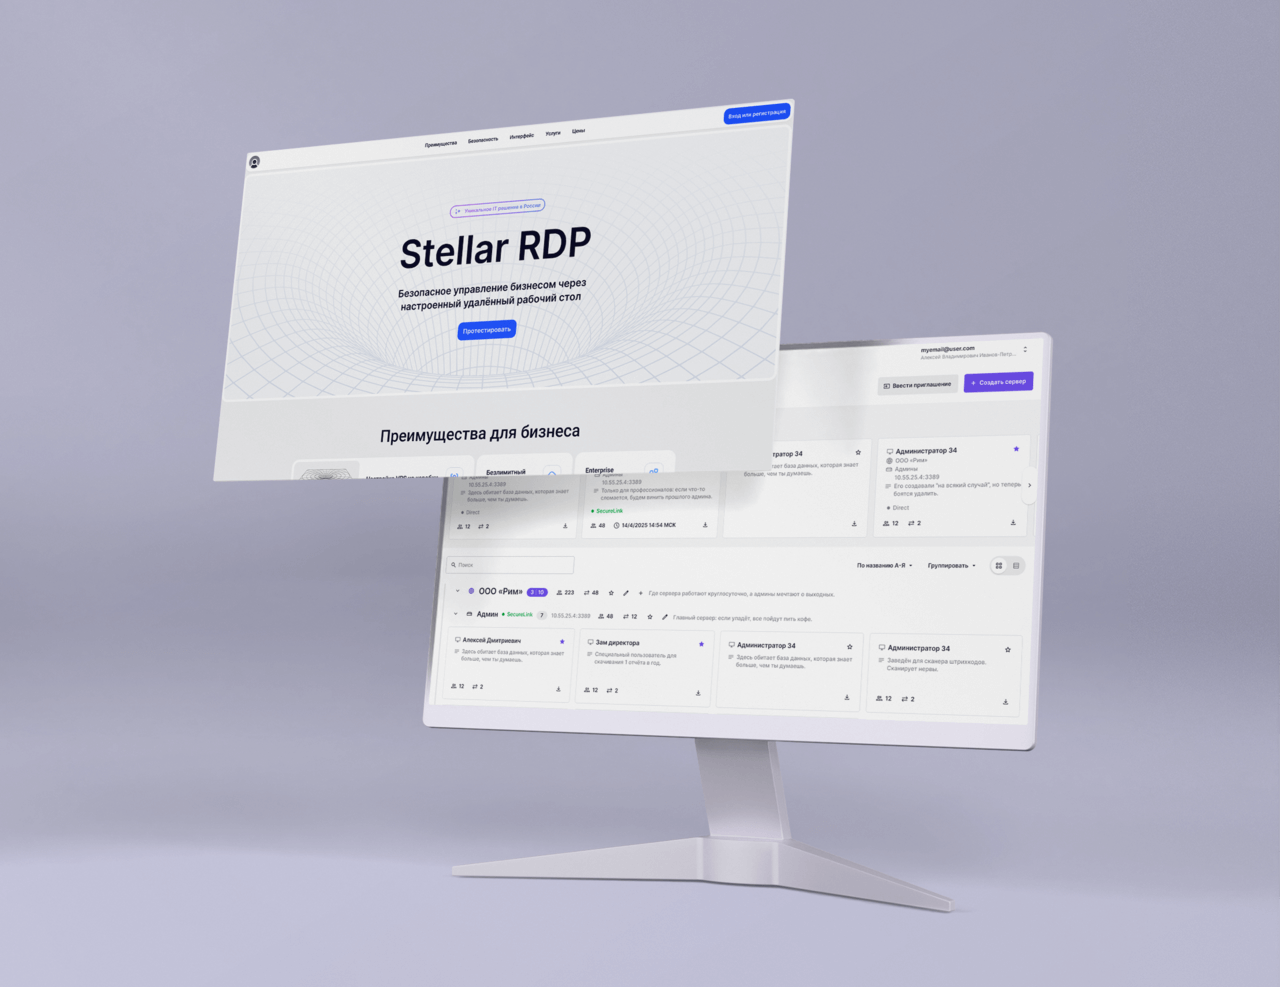 Преимущества Безопасность Интерфейс Услуги Цены
Вход или регистрация
Уникальное IT решение в России
Stellar RDP
Безопасное управление бизнесом через
настроенный удалённый рабочий стол
Протестировать
Преимущества для бизнеса
Безлимитный
Enterprise
myemail@user.com
Алексей Владимирович Иванов-Петр...
Ввести приглашение
+ Создать сервер
10.55.25.4:3389
Здесь обитает база данных, которая знает
больше, чем ты думаешь.
Direct
12 2
10.55.25.4:3389
Только для профессионалов: если что-то
сломается, будем винить прошлого админа.
SecureLink
48 14/4/2025 14:54 МСК
тратор 34
тает база данных, которая знает
больше, чем ты думаешь.
Администратор 34
ООО «Рим»
Админы
10.55.25.4:3389
Его создавали "на всякий случай", но теперь
боятся удалить.
Direct
12 2
Поиск
По названию А-Я
Группировать
ООО «Рим» 3 : 10 223 48 + Где сервера работают круглосуточно, а админы мечтают о выходных.
Админ SecureLink 7 10.55.25.4:3389 48 12 Главный сервер: если упадёт, все пойдут пить кофе.
Алексей Дмитриевич
Здесь обитает база данных, которая знает
больше, чем ты думаешь.
12 2
Зам директора
Специальный пользователь для
скачивания 1 отчёта в год.
12 2
Администратор 34
Здесь обитает база данных, которая знает
больше, чем ты думаешь.
Администратор 34
Заведён для сканера штрихкодов.
Сканирует нервы.
12 2